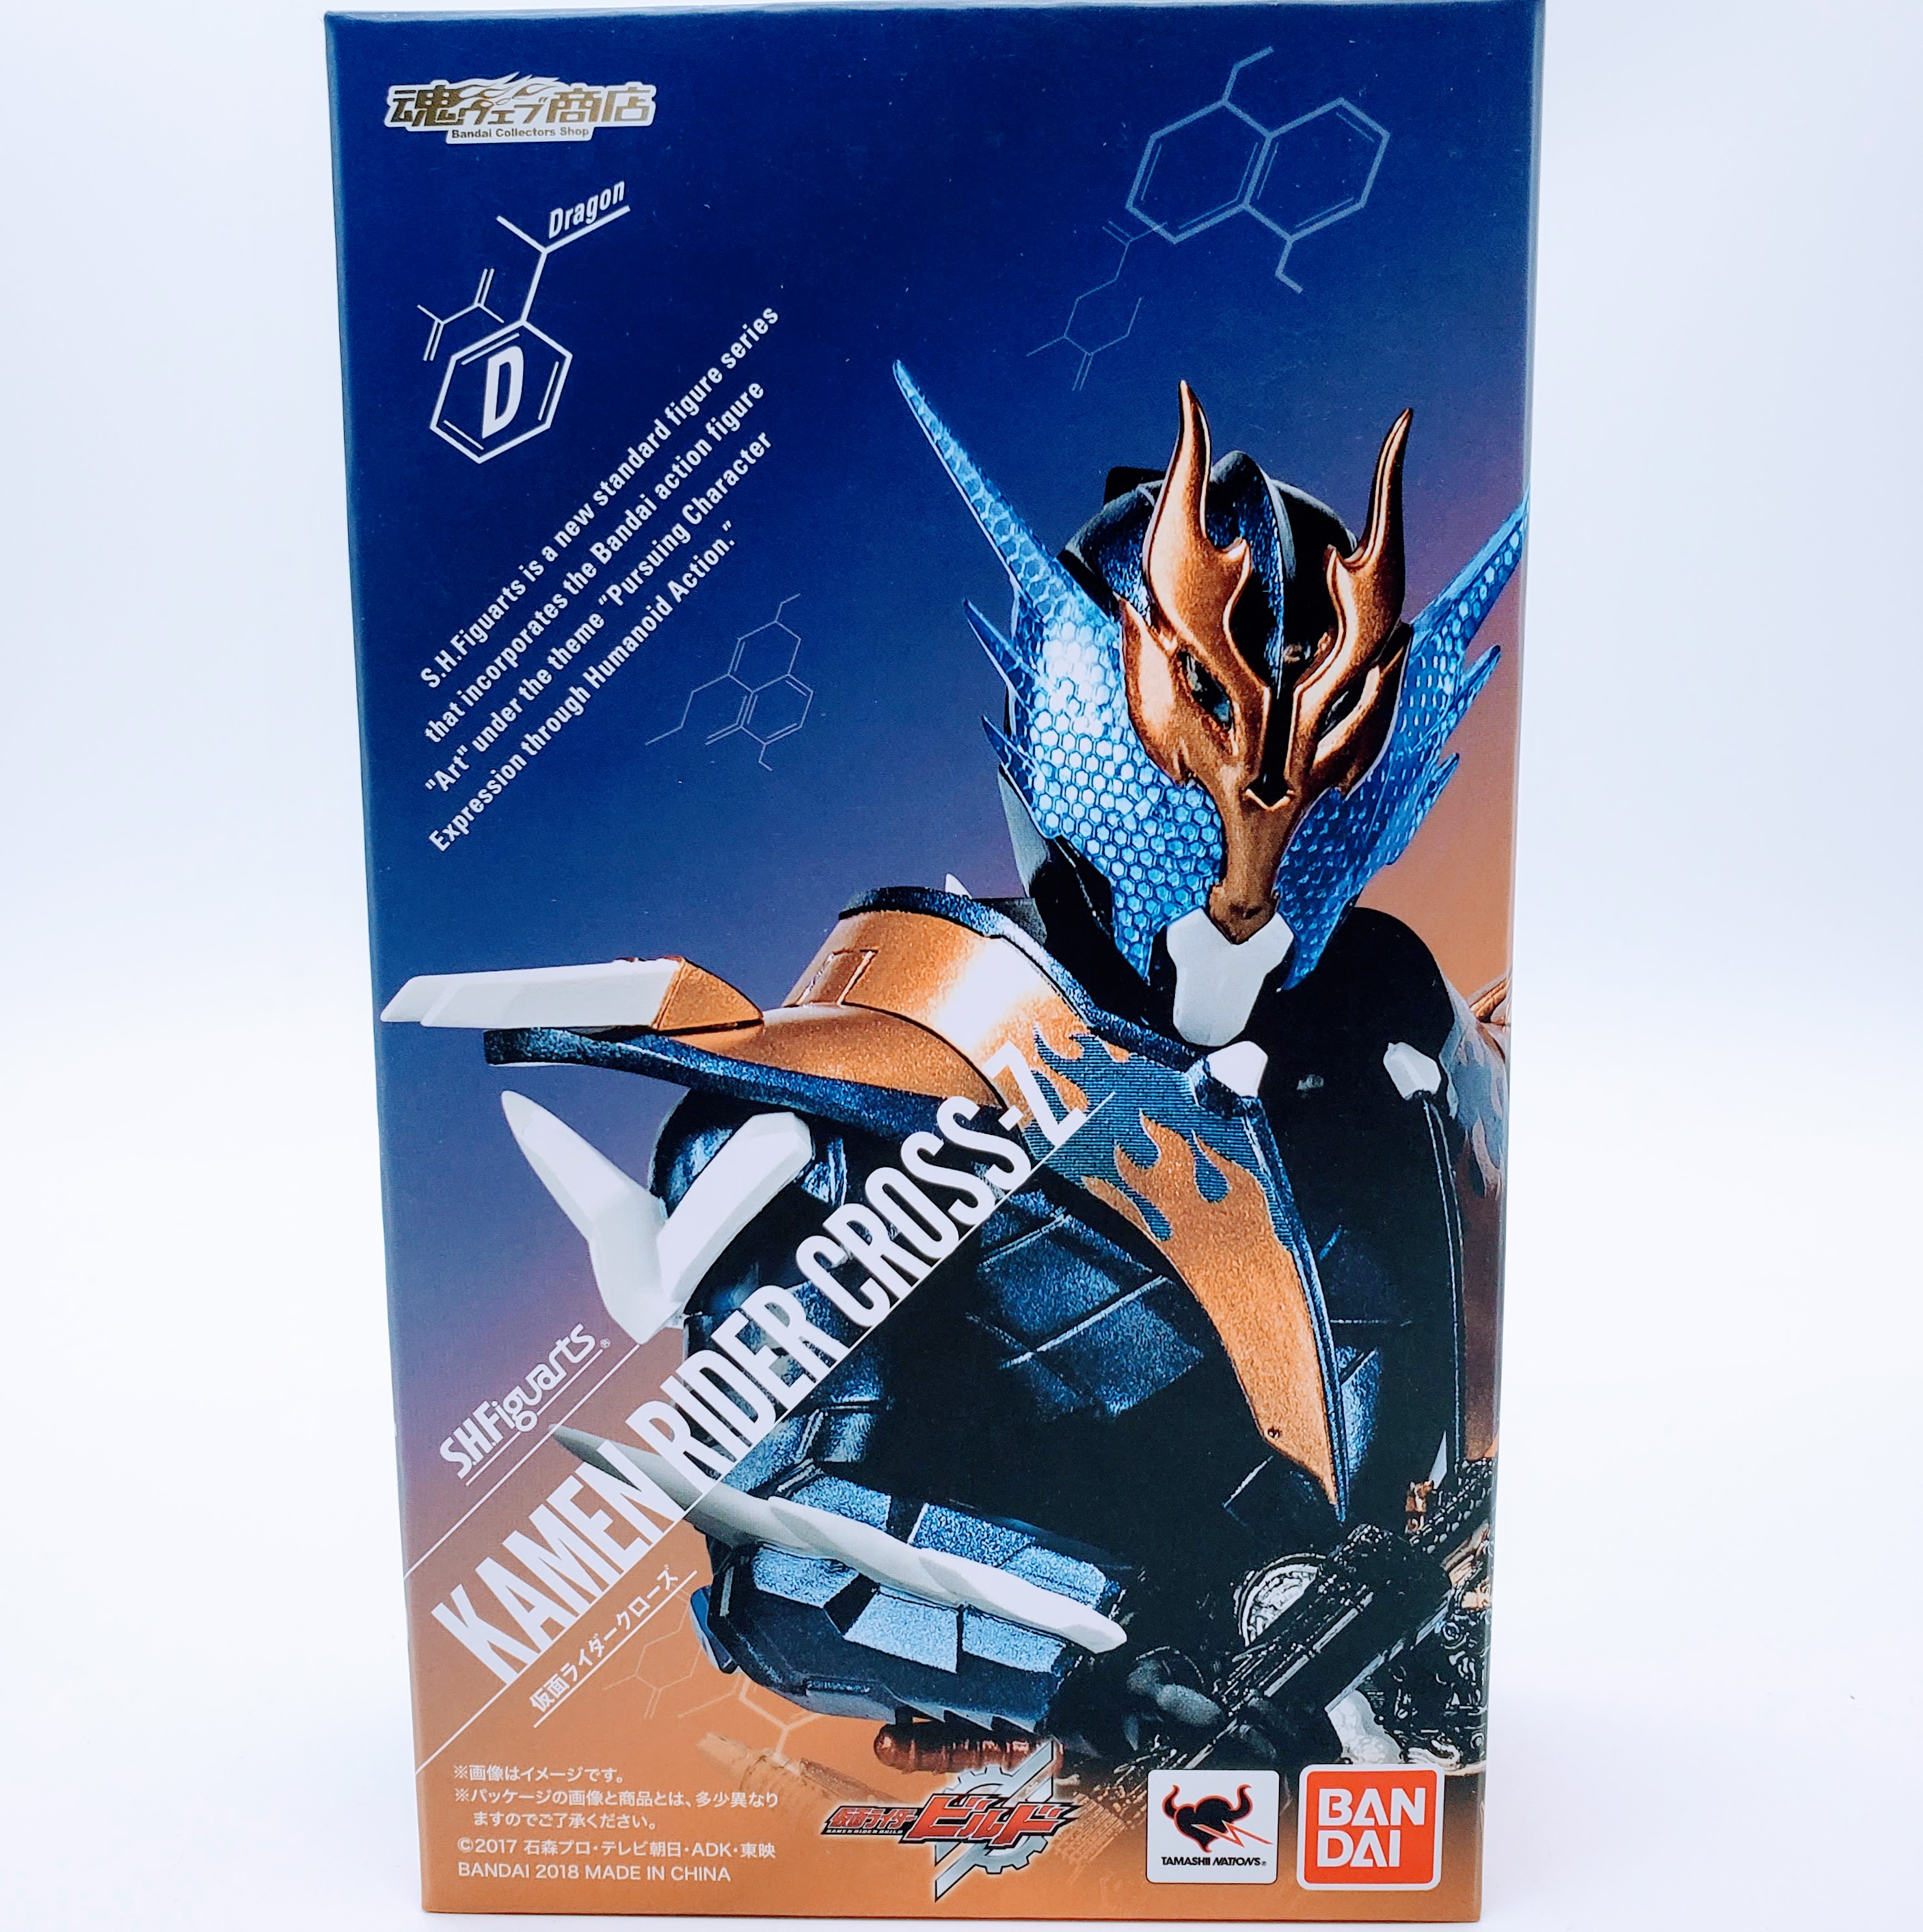 魂ウェブ商店
Bandai Collectors Shop
Dragon
D
S.H.Figuarts is a new standard figure series
that incorporates the Bandai action figure
"Art" under the theme "Pursuing Character
Expression through Humanoid Action."
S.H.Figuarts®
KAMEN RIDER CROSS-Z
仮面ライダークローズ
※画像はイメージです。
※パッケージの画像と商品とは、多少異なり
ますのでご了承ください。
©2017 石森プロ・テレビ朝日・ADK・東映
BANDAI 2018 MADE IN CHINA
仮面ライダービルド
KAMEN RIDER BUILD
TAMASHII NATIONS®
BAN
DAI